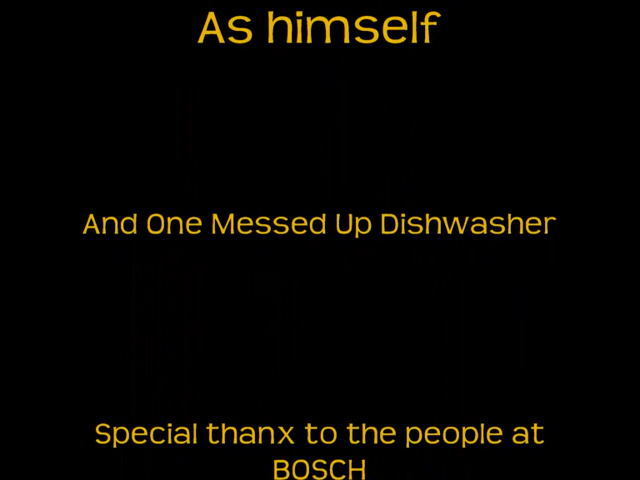 As himself
And One Messed Up Dishwasher
Special thanx to the people at
BOSCH